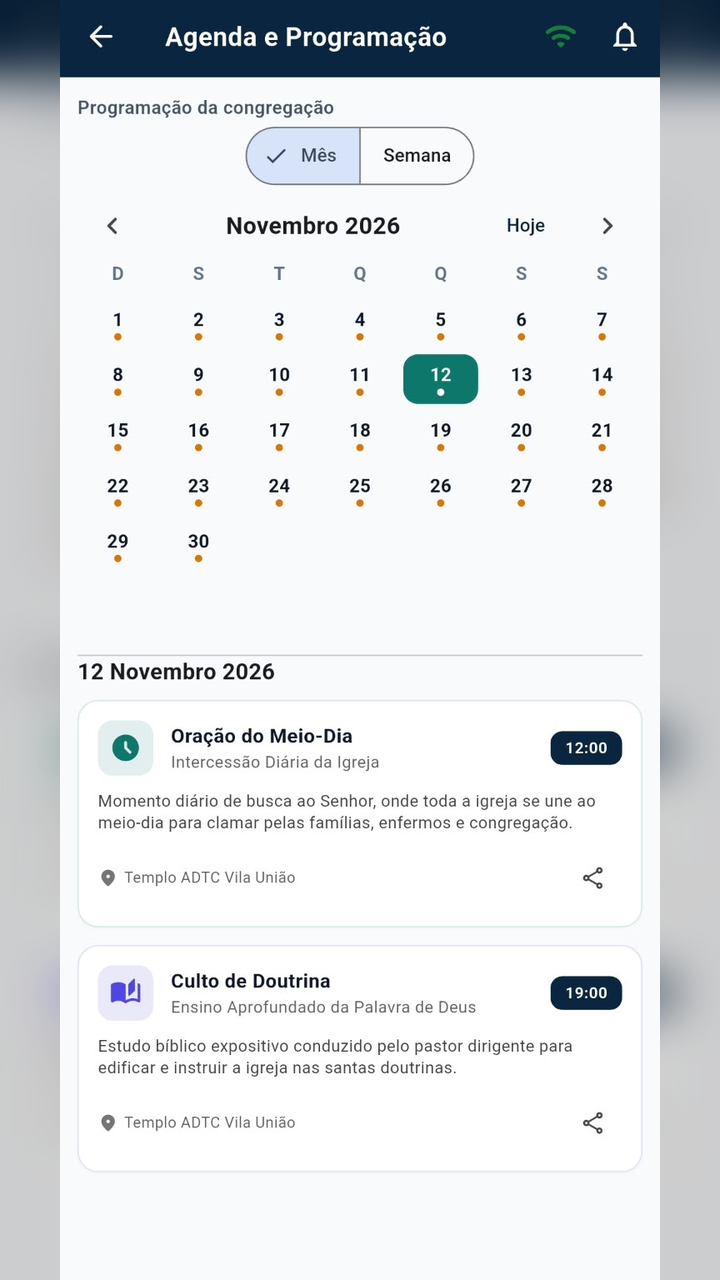 Agenda e Programação
Programação da congregação
Mês Semana
Novembro 2026 Hoje
D S T Q Q S S
1 2 3 4 5 6 7
8 9 10 11 12 13 14
15 16 17 18 19 20 21
22 23 24 25 26 27 28
29 30
12 Novembro 2026
Oração do Meio-Dia
12:00
Intercessão Diária da Igreja
Momento diário de busca ao Senhor, onde toda a igreja se une ao
meio-dia para clamar pelas famílias, enfermos e congregação.
Templo ADTC Vila União
Culto de Doutrina
19:00
Ensino Aprofundado da Palavra de Deus
Estudo bíblico expositivo conduzido pelo pastor dirigente para
edificar e instruir a igreja nas santas doutrinas.
Templo ADTC Vila União